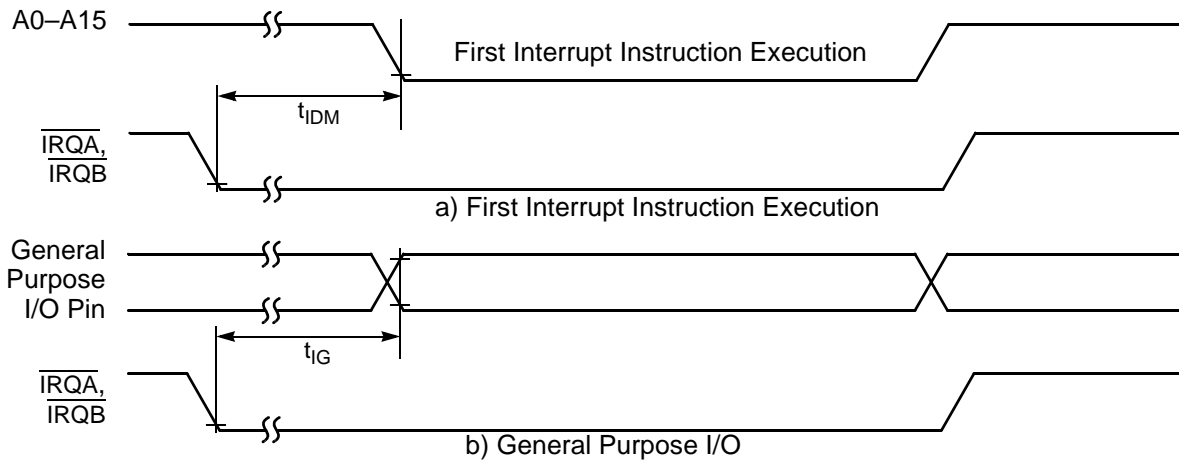 A0–A15
First Interrupt Instruction Execution
tIDM
IRQA,
IRQB
a) First Interrupt Instruction Execution
General
Purpose
I/O Pin
tIG
IRQA,
IRQB
b) General Purpose I/O